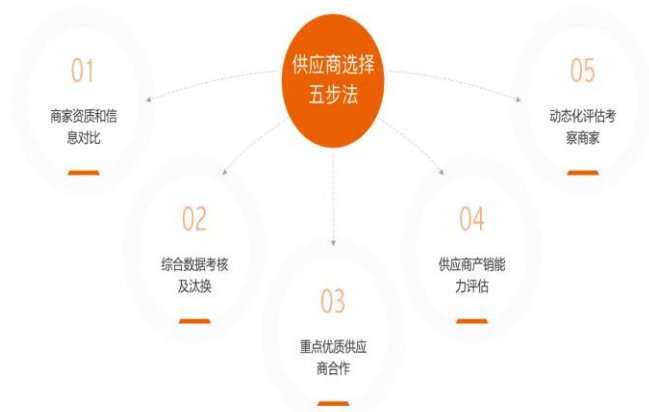 供应商选择
五步法
01
商家资质和信
息对比
02
综合数据考核
及汰换
03
重点优质供应
商合作
04
供应商产销能
力评估
05
动态化评估考
察商家